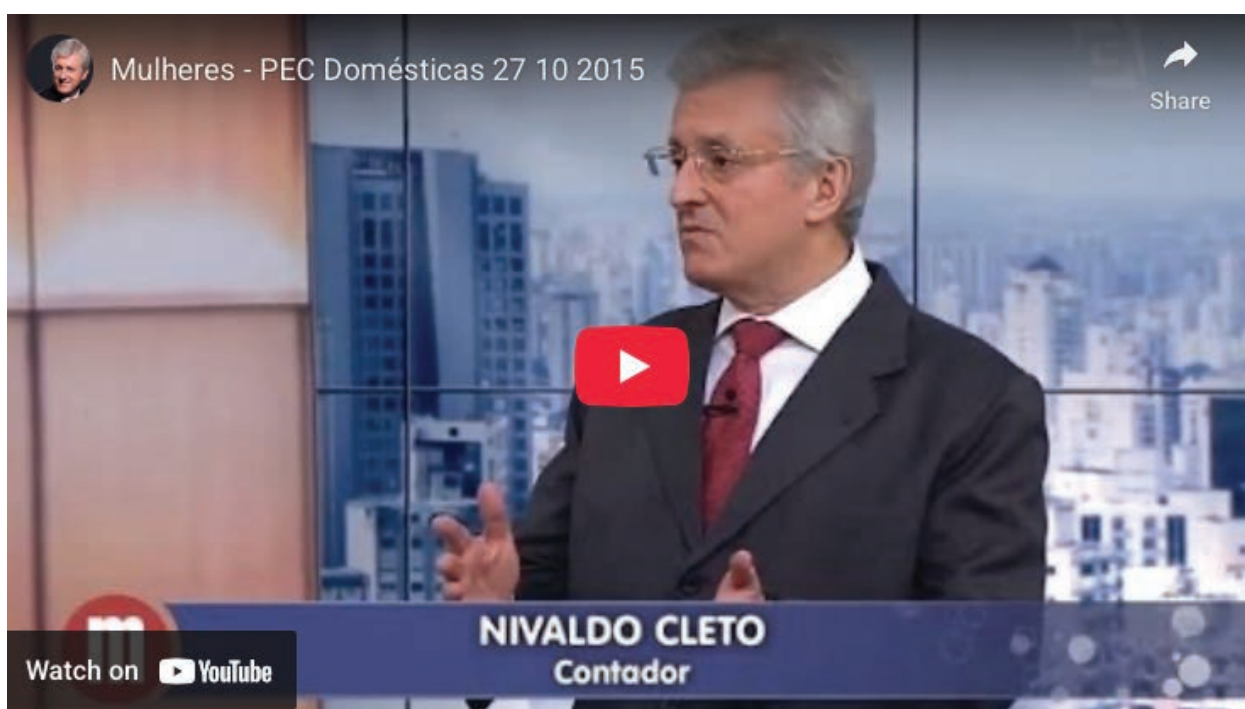 Mulheres - PEC Domésticas 27 10 2015
Share
m
NIVALDO CLETO
Contador
Watch on YouTube